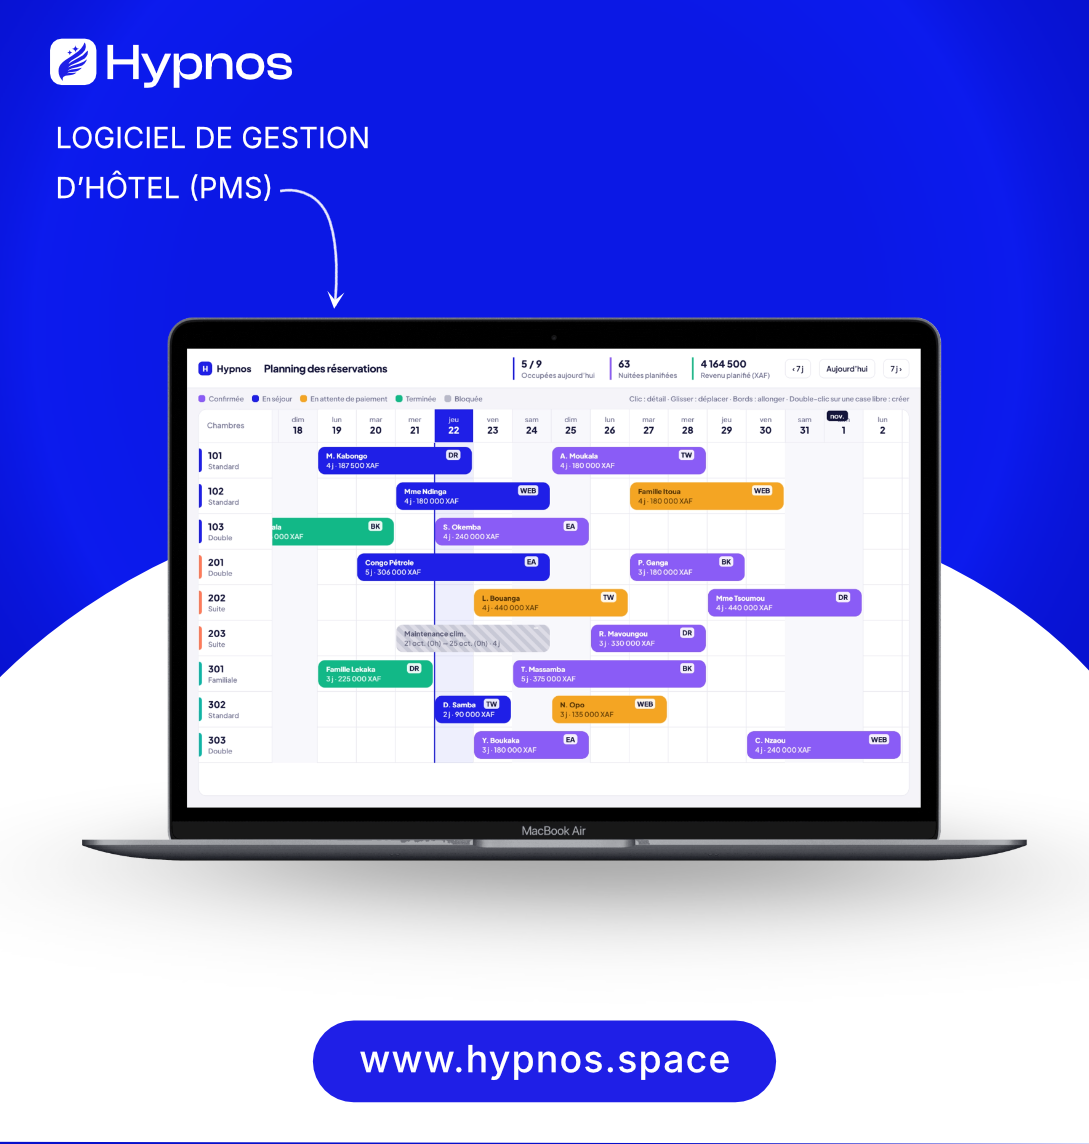 Hypnos
LOGICIEL DE GESTION
D'HÔTEL (PMS)
H Hypnos Planning des réservations
5 / 9
Occupées aujourd'hui
63
Nuitées planifiées
4 164 500
Revenu planifié (XAF)
‹ 7 j
Aujourd'hui
7 j ›
Confirmée En séjour En attente de paiement Terminée Bloquée
Clic : détail · Glisser : déplacer · Bords : allonger · Double-clic sur une case libre : créer
nov.
Chambres
dim 18
lun 19
mar 20
mer 21
jeu 22
ven 23
sam 24
dim 25
lun 26
mar 27
mer 28
jeu 29
ven 30
sam 31
1
lun 2
101
Standard
M. Kabongo DR
4 j · 187 500 XAF
A. Moukala TW
4 j · 180 000 XAF
102
Standard
Mme Ndinga WEB
4 j · 180 000 XAF
Famille Itoua WEB
4 j · 180 000 XAF
103
Double
ala BK
000 XAF
S. Okemba EA
4 j · 240 000 XAF
201
Double
Congo Pétrole EA
5 j · 306 000 XAF
P. Ganga BK
3 j · 180 000 XAF
202
Suite
L. Bouanga TW
4 j · 440 000 XAF
Mme Tsoumou DR
4 j · 440 000 XAF
203
Suite
Maintenance clim.
21 oct. (0h) → 25 oct. (0h) · 4 j
R. Mavoungou DR
3 j · 330 000 XAF
301
Familiale
Famille Lekaka DR
3 j · 225 000 XAF
T. Massamba BK
5 j · 375 000 XAF
302
Standard
D. Samba TW
2 j · 90 000 XAF
N. Opo WEB
3 j · 135 000 XAF
303
Double
Y. Boukaka EA
3 j · 180 000 XAF
C. Nzaou WEB
4 j · 240 000 XAF
MacBook Air
www.hypnos.space